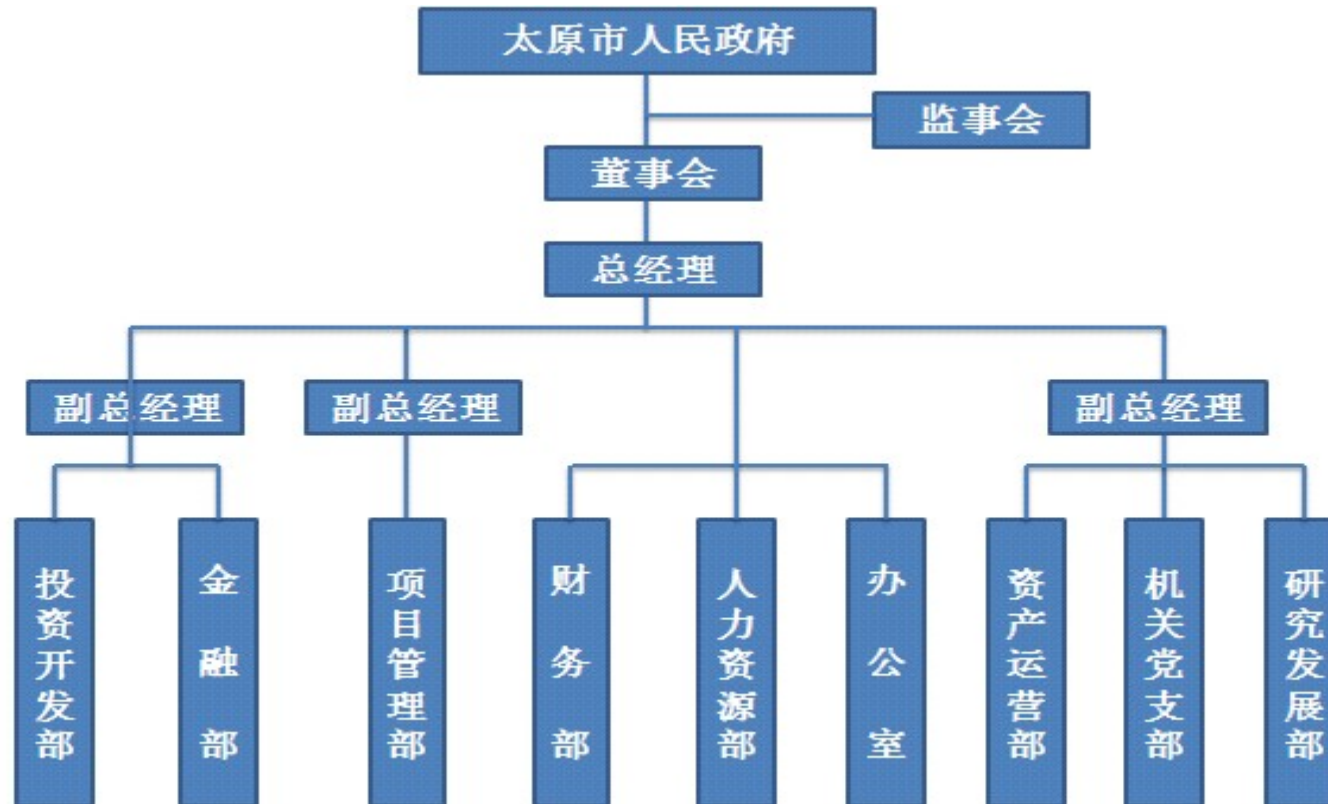 太原市人民政府
监事会
董事会
总经理
副总经理
副总经理
副总经理
投资开发部
金融部
项目管理部
财务部
人力资源部
办公室
资产运营部
机关党支部
研究发展部